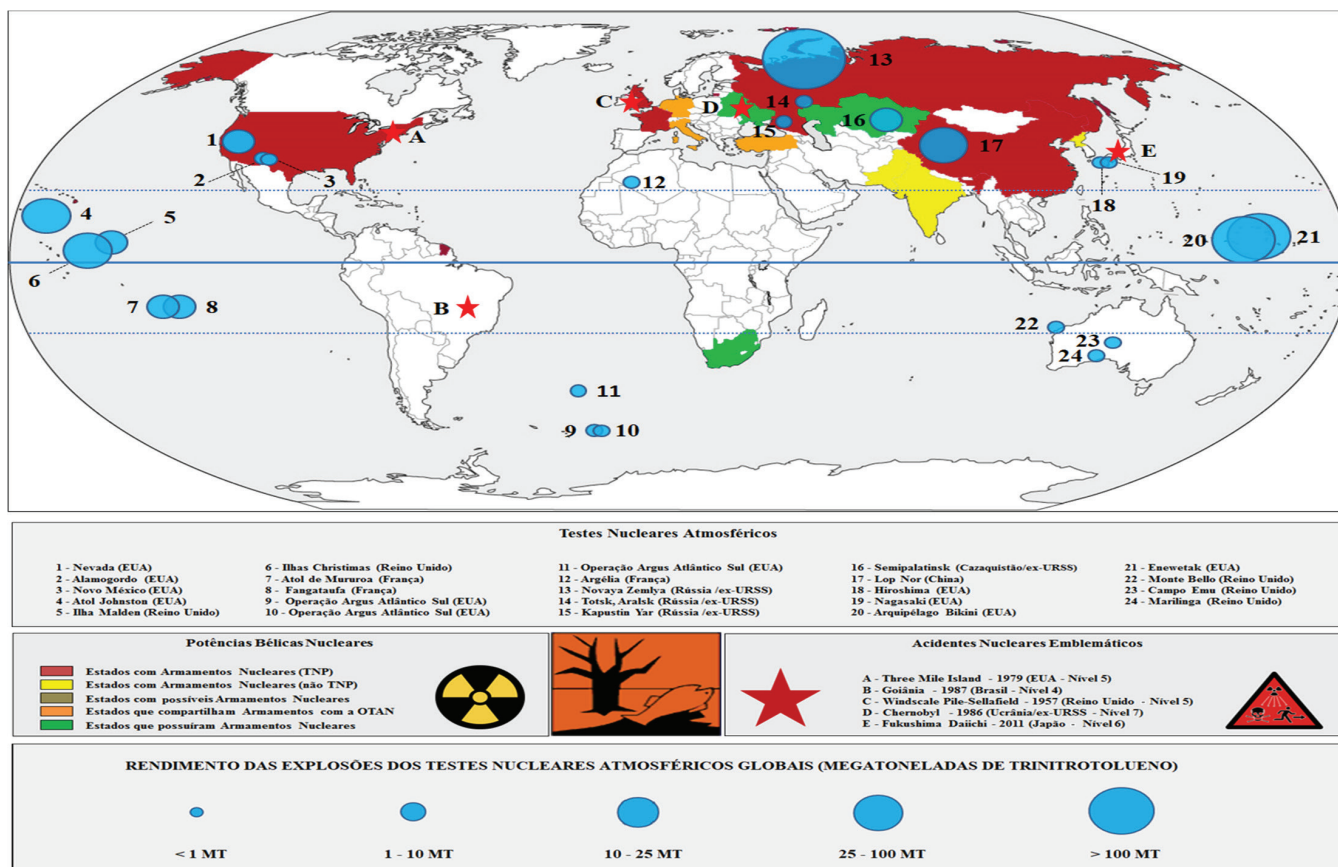 13
C
D
14
1
A
15
16
17
E
2
3
12
18
19
4
5
6
20
21
7
8
B
22
23
24
11
9
10
Testes Nucleares Atmosféricos
1 - Nevada (EUA)
2 - Alamogordo (EUA)
3 - Novo México (EUA)
4 - Atol Johnston (EUA)
5 - Ilha Malden (Reino Unido)
6 - Ilhas Christimas (Reino Unido)
7 - Atol de Mururoa (França)
8 - Fangataufa (França)
9 - Operação Argus Atlântico Sul (EUA)
10 - Operação Argus Atlântico Sul (EUA)
11 - Operação Argus Atlântico Sul (EUA)
12 - Argélia (França)
13 - Novaya Zemlya (Rússia /ex-URSS)
14 - Totsk, Aralsk (Rússia /ex-URSS)
15 - Kapustin Yar (Rússia /ex-URSS)
16 - Semipalatinsk (Cazaquistão/ex-URSS)
17 - Lop Nor (China)
18 - Hiroshima (EUA)
19 - Nagasaki (EUA)
20 - Arquipélago Bikini (EUA)
21 - Enewetak (EUA)
22 - Monte Bello (Reino Unido)
23 - Campo Emu (Reino Unido)
24 - Marilinga (Reino Unido)
Potências Bélicas Nucleares
Estados com Armamentos Nucleares (TNP)
Estados com Armamentos Nucleares (não TNP)
Estados com possíveis Armamentos Nucleares
Estados que compartilham Armamentos com a OTAN
Estados que possuíram Armamentos Nucleares
Acidentes Nucleares Emblemáticos
A - Three Mile Island - 1979 (EUA - Nível 5)
B - Goiânia - 1987 (Brasil - Nível 4)
C - Windscale Pile-Sellafield - 1957 (Reino Unido - Nível 5)
D - Chernobyl - 1986 (Ucrânia/ex-URSS - Nível 7)
E - Fukushima Daiichi - 2011 (Japão - Nível 6)
RENDIMENTO DAS EXPLOSÕES DOS TESTES NUCLEARES ATMOSFÉRICOS GLOBAIS (MEGATONELADAS DE TRINITROTOLUENO)
< 1 MT
1 - 10 MT
10 - 25 MT
25 - 100 MT
> 100 MT